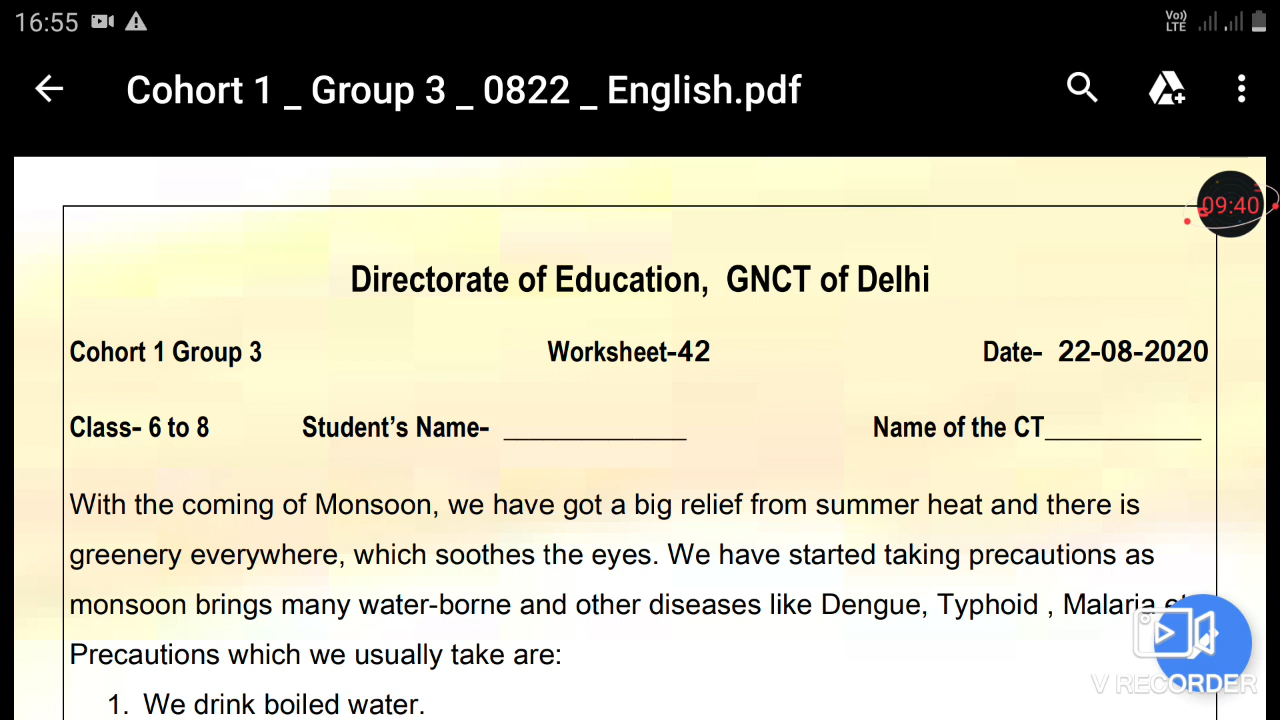 16:55 Vo)) LTE
Cohort 1 _ Group 3 _ 0822 _ English.pdf
09:40
Directorate of Education, GNCT of Delhi
Cohort 1 Group 3 Worksheet-42 Date- 22-08-2020
Class- 6 to 8 Student’s Name- _____________ Name of the CT___________
With the coming of Monsoon, we have got a big relief from summer heat and there is
greenery everywhere, which soothes the eyes. We have started taking precautions as
monsoon brings many water-borne and other diseases like Dengue, Typhoid , Malaria
Precautions which we usually take are:
1. We drink boiled water.
V RECORDER